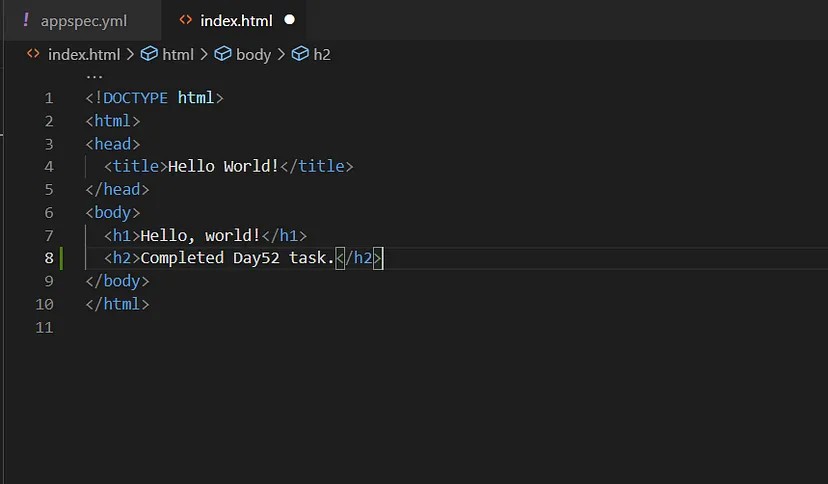 ! appspec.yml <> index.html ●
<> index.html > html > body > h2
...
1 <!DOCTYPE html>
2 <html>
3 <head>
4 <title>Hello World!</title>
5 </head>
6 <body>
7 <h1>Hello, world!</h1>
8 <h2>Completed Day52 task.</h2>
9 </body>
10 </html>
11